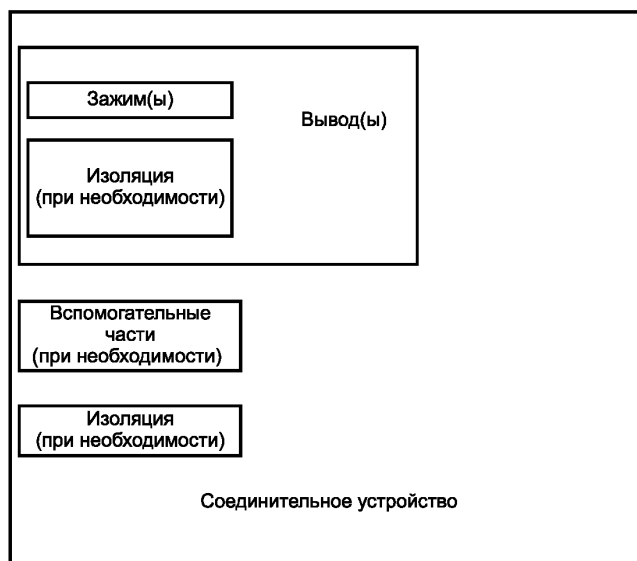 Зажим(ы)
Вывод(ы)
Изоляция
(при необходимости)
Вспомогательные
части
(при необходимости)
Изоляция
(при необходимости)
Соединительное устройство